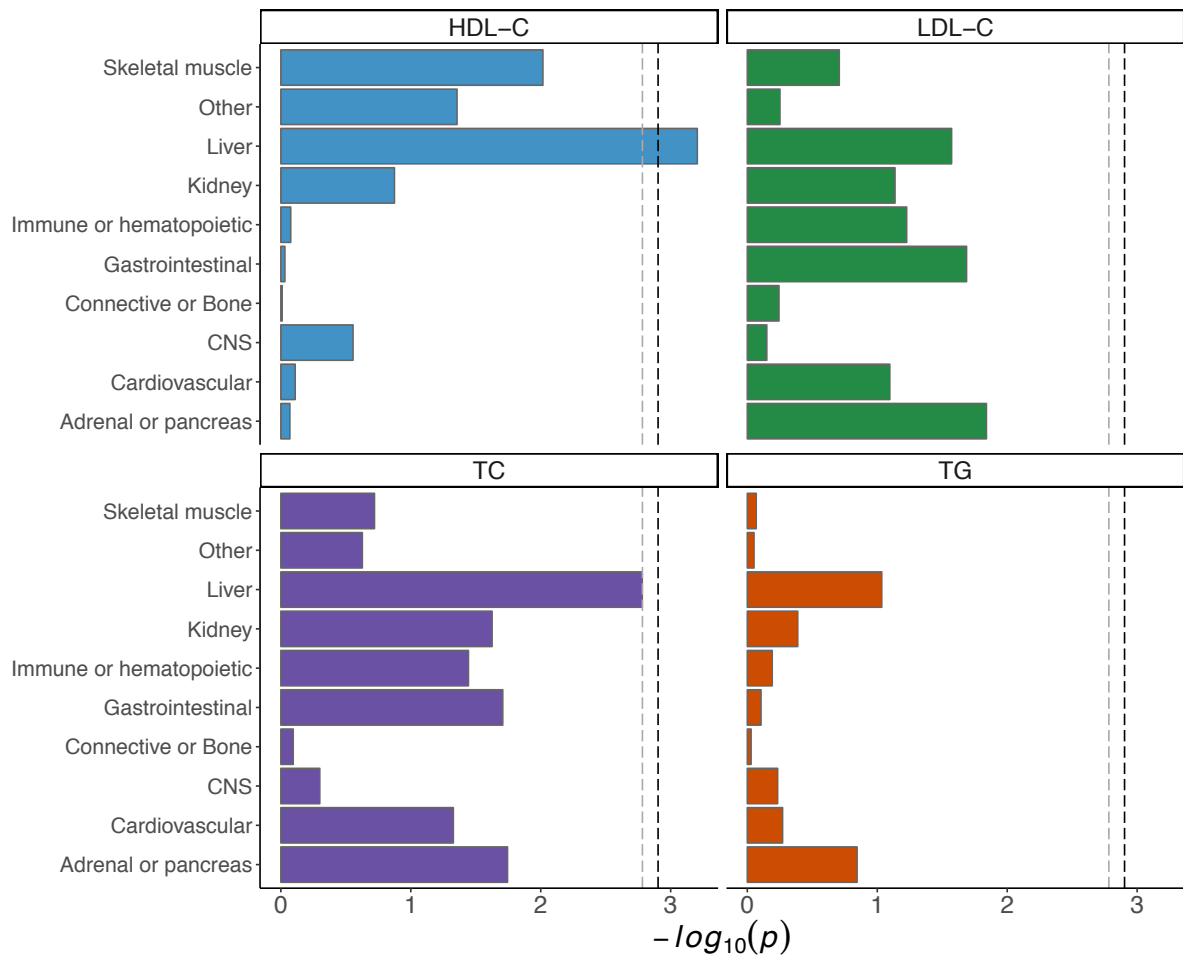 HDL−C
LDL−C
Skeletal muscle
Other
Liver
Kidney
Immune or hematopoietic
Gastrointestinal
Connective or Bone
CNS
Cardiovascular
Adrenal or pancreas
TC
TG
Skeletal muscle
Other
Liver
Kidney
Immune or hematopoietic
Gastrointestinal
Connective or Bone
CNS
Cardiovascular
Adrenal or pancreas
0 1 2 3 0 1 2 3
−log₁₀(p)